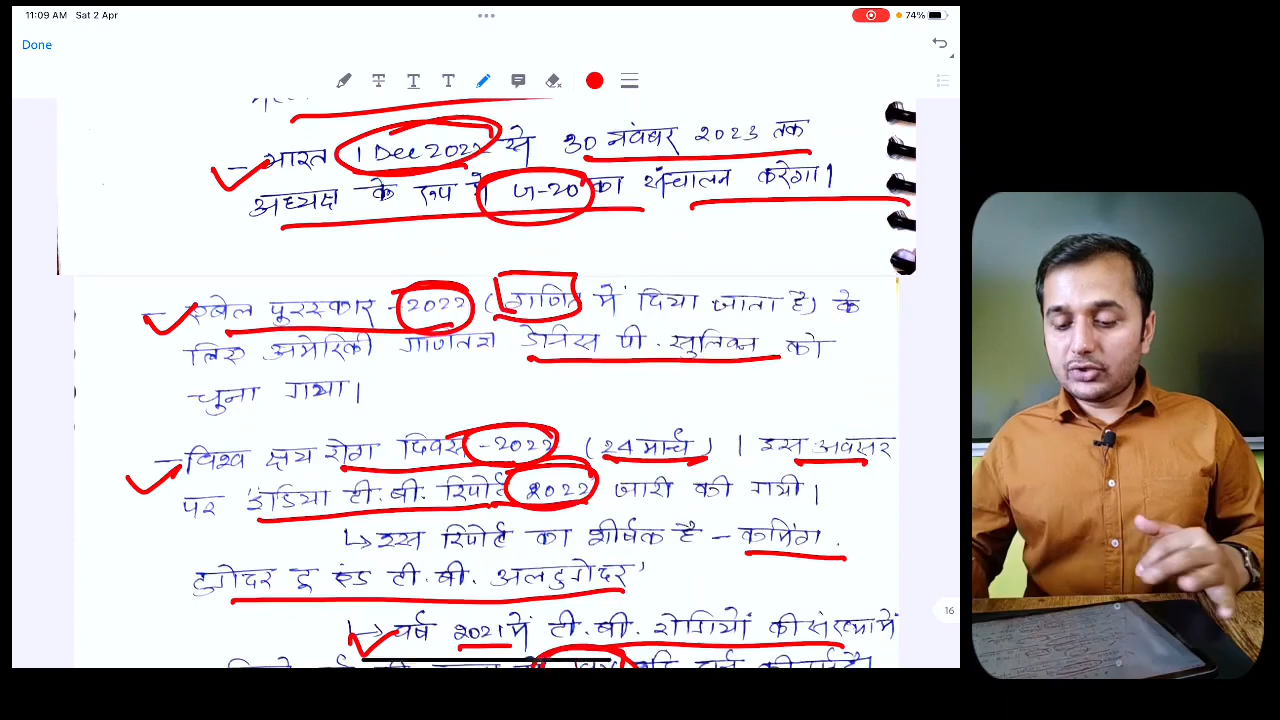 11:09 AM Sat 2 Apr
74%
Done
- भारत 1 Dec 2022 से 30 नवंबर 2023 तक
अध्यक्ष के रूप में G-20 का संचालन करेगा।
- एबेल पुरस्कार -2022 (गणित में दिया जाता है) के
लिए अमेरिकी गणितज्ञ डेनिस पी. सुलिवन को
चुना गया।
- विश्व क्षय रोग दिवस -2022 (24 मार्च) । इस अवसर
पर 'इंडिया टी.बी. रिपोर्ट 2022 जारी की गयी।
↳ इस रिपोर्ट का शीर्षक है - कमिंग
टुगेदर टू एंड टी.बी. अलटुगेदर'
16
↳ वर्ष 2021 में टी.बी. रोगियों की संख्या में